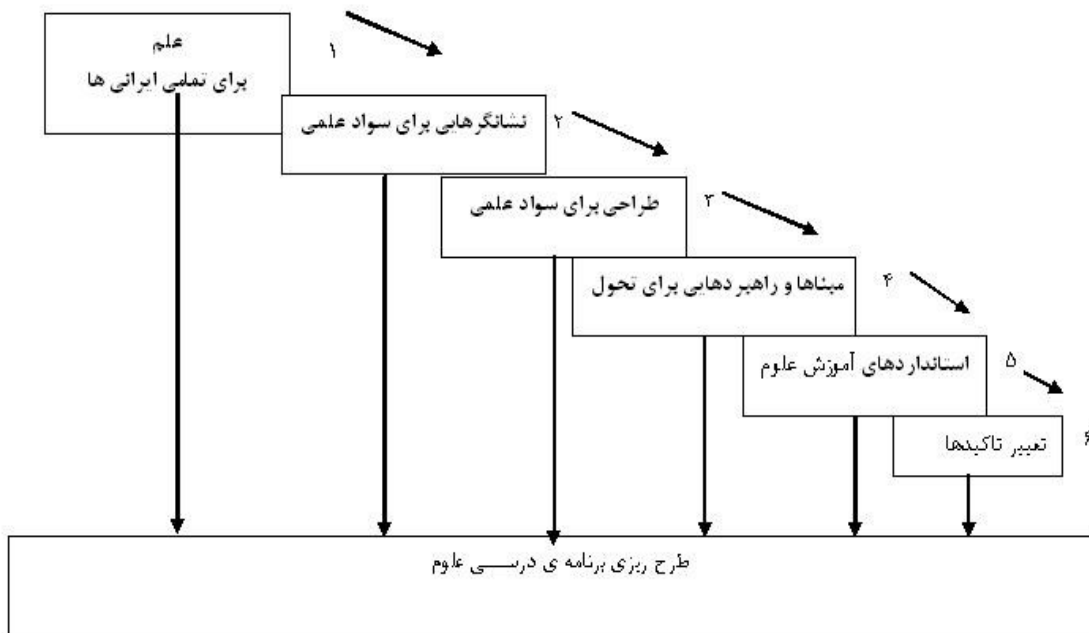 علم
برای تمامی ایرانی ها
۱
نشانگرهایی برای سواد علمی
۲
طراحی برای سواد علمی
۳
مبناها و راهبردهایی برای تحول
۴
استانداردهای آموزش علوم
۵
تغییر تاکیدها
۶
طرح ریزی برنامه ی درســـی علوم